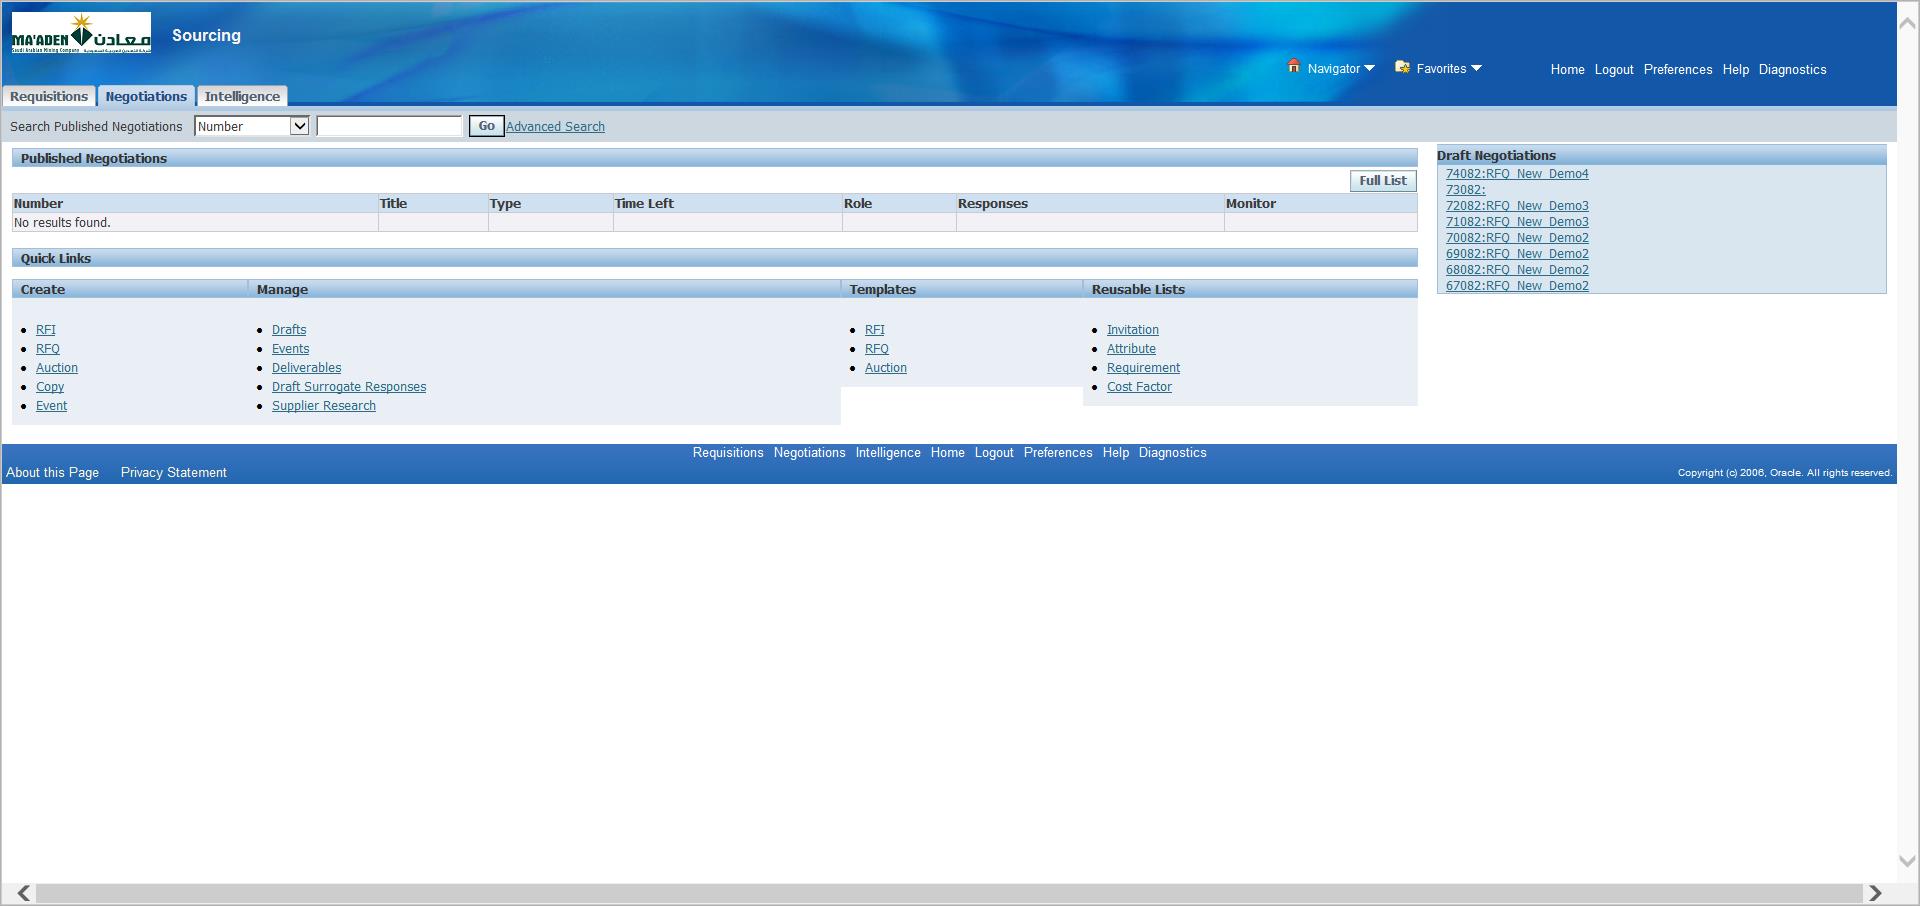 MA'ADEN معادن
Saudi Arabian Mining Company
Sourcing
Navigator Favorites Home Logout Preferences Help Diagnostics
Requisitions Negotiations Intelligence
Search Published Negotiations Number Go Advanced Search
Published Negotiations
Full List
Number Title Type Time Left Role Responses Monitor
No results found.
Draft Negotiations
74082:RFQ_New_Demo4
73082:
72082:RFQ_New_Demo3
71082:RFQ_New_Demo3
70082:RFQ_New_Demo2
69082:RFQ_New_Demo2
68082:RFQ_New_Demo2
67082:RFQ_New_Demo2
Quick Links
Create Manage Templates Reusable Lists
RFI Drafts RFI Invitation
RFQ Events RFQ Attribute
Auction Deliverables Auction Requirement
Copy Draft Surrogate Responses Cost Factor
Event Supplier Research
Requisitions Negotiations Intelligence Home Logout Preferences Help Diagnostics
About this Page Privacy Statement Copyright (c) 2006, Oracle. All rights reserved.